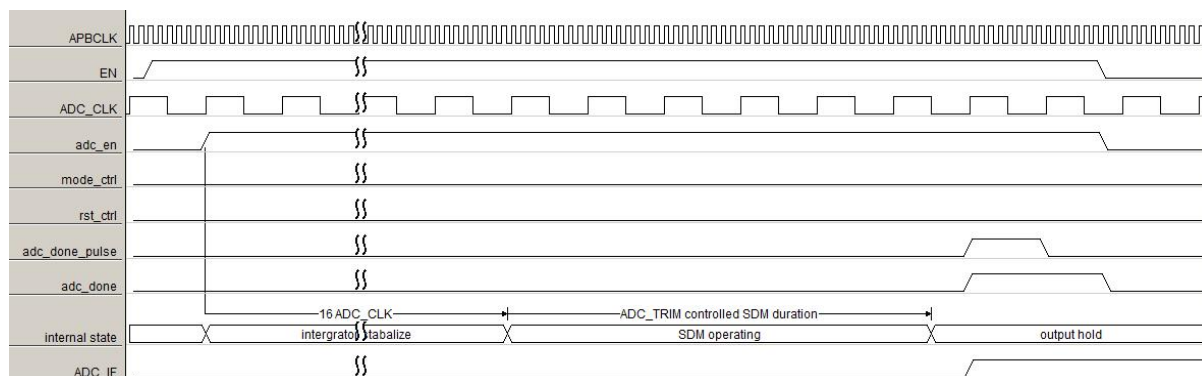 APBCLK
EN
ADC_CLK
adc_en
mode_ctrl
rst_ctrl
adc_done_pulse
adc_done
16 ADC_CLK ADC_TRIM controlled SDM duration
internal state intergrator stabalize SDM operating output hold
ADC_IF